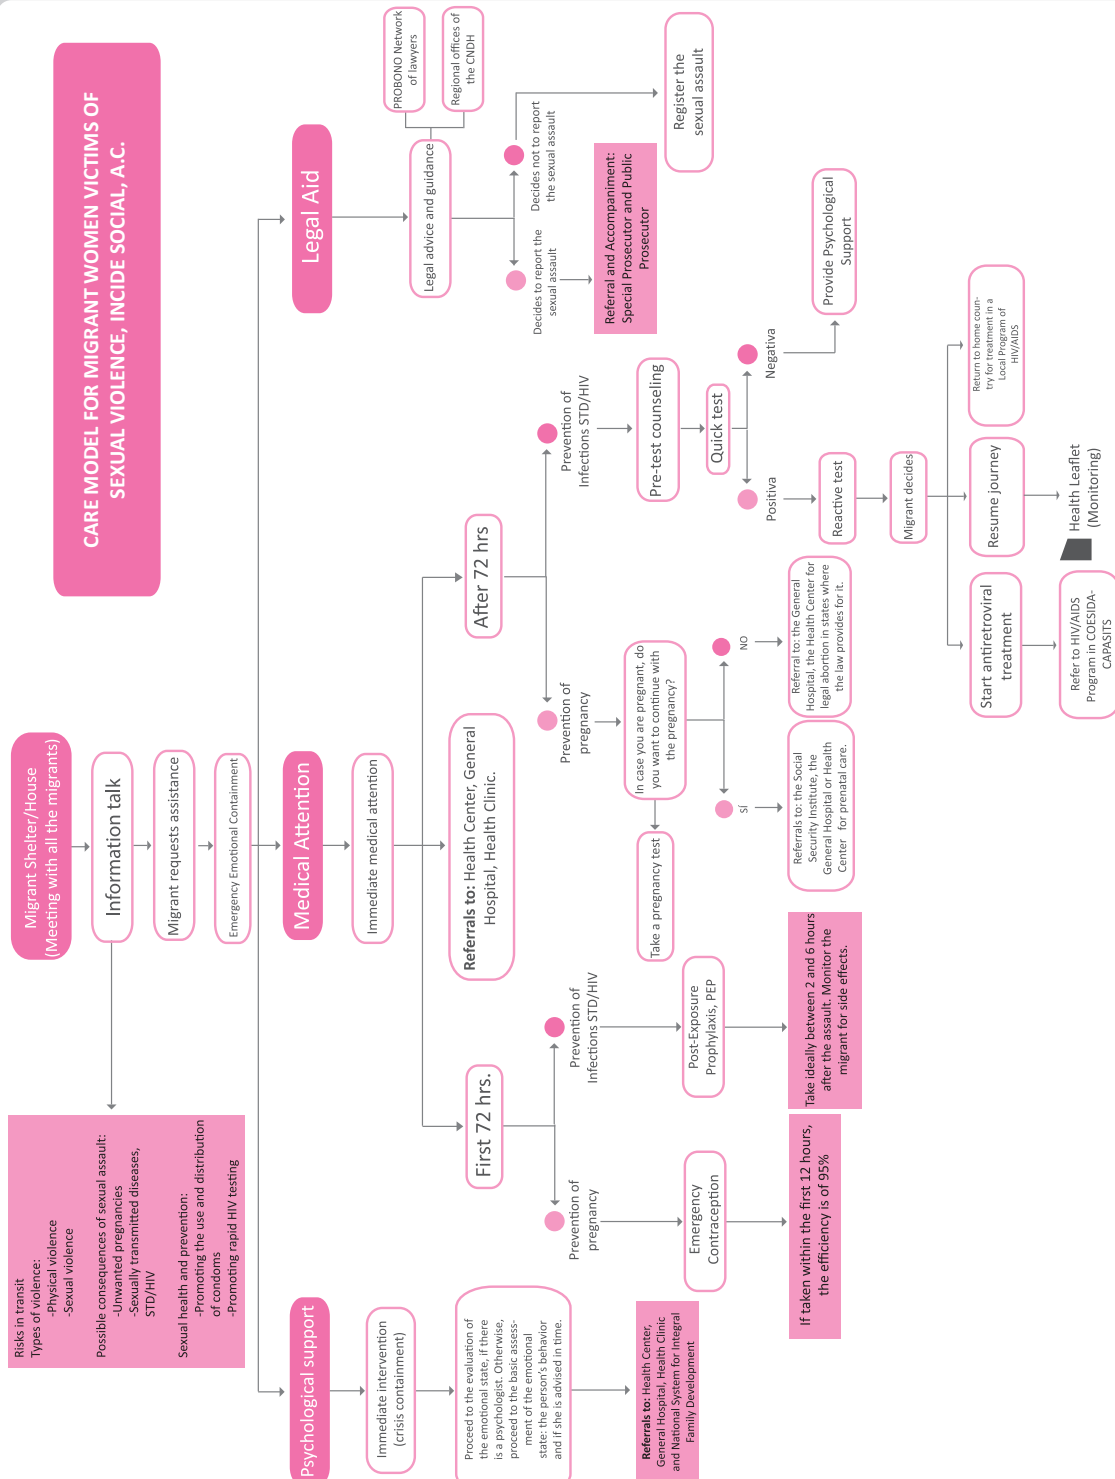 CARE MODEL FOR MIGRANT WOMEN VICTIMS OF
SEXUAL VIOLENCE, INCIDE SOCIAL, A.C.
Migrant Shelter/House
(Meeting with all the migrants)
Information talk
Migrant requests assistance
Emergency Emotional Containment
Risks in transit
Types of violence:
-Physical violence
-Sexual violence
Possible consequences of sexual assault:
-Unwanted pregnancies
-Sexually transmitted diseases,
STD/HIV
Sexual health and prevention:
-Promoting the use and distribution
of condoms
-Promoting rapid HIV testing
Psychological support
Immediate intervention
(crisis containment)
Proceed to the evaluation of
the emotional state, if there
is a psychologist. Otherwise,
proceed to the basic assess-
ment of the emotional
state: the person's behavior
and if she is advised in time.
Referrals to: Health Center,
General Hospital, Health Clinic
and National System for Integral
Family Development
Medical Attention
Immediate medical attention
Referrals to: Health Center, General
Hospital, Health Clinic.
First 72 hrs.
Prevention of
pregnancy
Emergency
Contraception
If taken within the first 12 hours,
the efficiency is of 95%
Prevention of
Infections STD/HIV
Post-Exposure
Prophylaxis, PEP
Take ideally between 2 and 6 hours
after the assault. Monitor the
migrant for side effects.
After 72 hrs
Prevention of
pregnancy
In case you are pregnant, do
you want to continue with
the pregnancy?
Take a pregnancy test
SÍ
Referrals to: the Social
Security Institute, the
General Hospital or Health
Center for prenatal care.
NO
Referral to: the General
Hospital, the Health Center for
legal abortion in states where
the law provides for it.
Prevention of
Infections STD/HIV
Pre-test counseling
Quick test
Positiva
Reactive test
Migrant decides
Start antiretroviral
treatment
Refer to HIV/AIDS
Program in COESIDA-
CAPASITS
Resume journey
Health Leaflet
(Monitoring)
Return to home coun-
try for treatment in a
Local Program of
HIV/AIDS
Negativa
Provide Psychological
Support
Legal Aid
Legal advice and guidance
PROBONO Network
of lawyers
Regional offices of
the CNDH
Decides to report the
sexual assault
Referral and Accompaniment:
Special Prosecutor and Public
Prosecutor
Decides not to report
the sexual assault
Register the
sexual assault